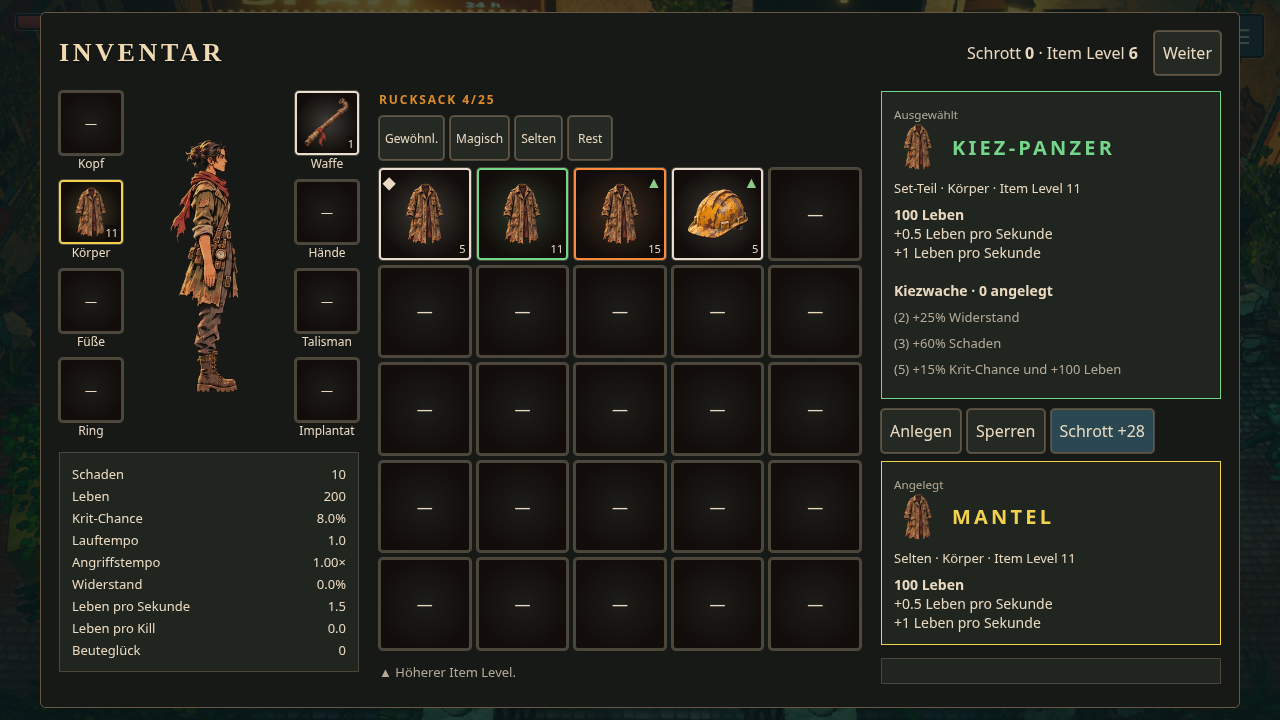 INVENTAR
Schrott 0 · Item Level 6
Weiter
—
Kopf
11
Körper
—
Füße
—
Ring
1
Waffe
—
Hände
—
Talisman
—
Implantat
Schaden 10
Leben 200
Krit-Chance 8.0%
Lauftempo 1.0
Angriffstempo 1.00×
Widerstand 0.0%
Leben pro Sekunde 1.5
Leben pro Kill 0.0
Beuteglück 0
RUCKSACK 4/25
Gewöhnl. Magisch Selten Rest
◆ 5 11 ▲ 15 ▲ 5 —
— — — — —
— — — — —
— — — — —
— — — — —
▲ Höherer Item Level.
Ausgewählt
KIEZ-PANZER
Set-Teil · Körper · Item Level 11
100 Leben
+0.5 Leben pro Sekunde
+1 Leben pro Sekunde
Kiezwache · 0 angelegt
(2) +25% Widerstand
(3) +60% Schaden
(5) +15% Krit-Chance und +100 Leben
Anlegen Sperren Schrott +28
Angelegt
MANTEL
Selten · Körper · Item Level 11
100 Leben
+0.5 Leben pro Sekunde
+1 Leben pro Sekunde